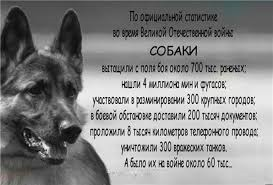 По официальной статистике
во время Великой Отечественной войны
СОБАКИ
вытащили с поля боя около 700 тыс. раненых;
нашли 4 миллиона мин и фугасов;
участвовали в разминировании 300 крупных городов;
в боевой обстановке доставили 200 тысяч документов;
проложили 8 тысяч километров телефонного провода;
уничтожили 300 вражеских танков.
А было их на войне около 60 тыс...